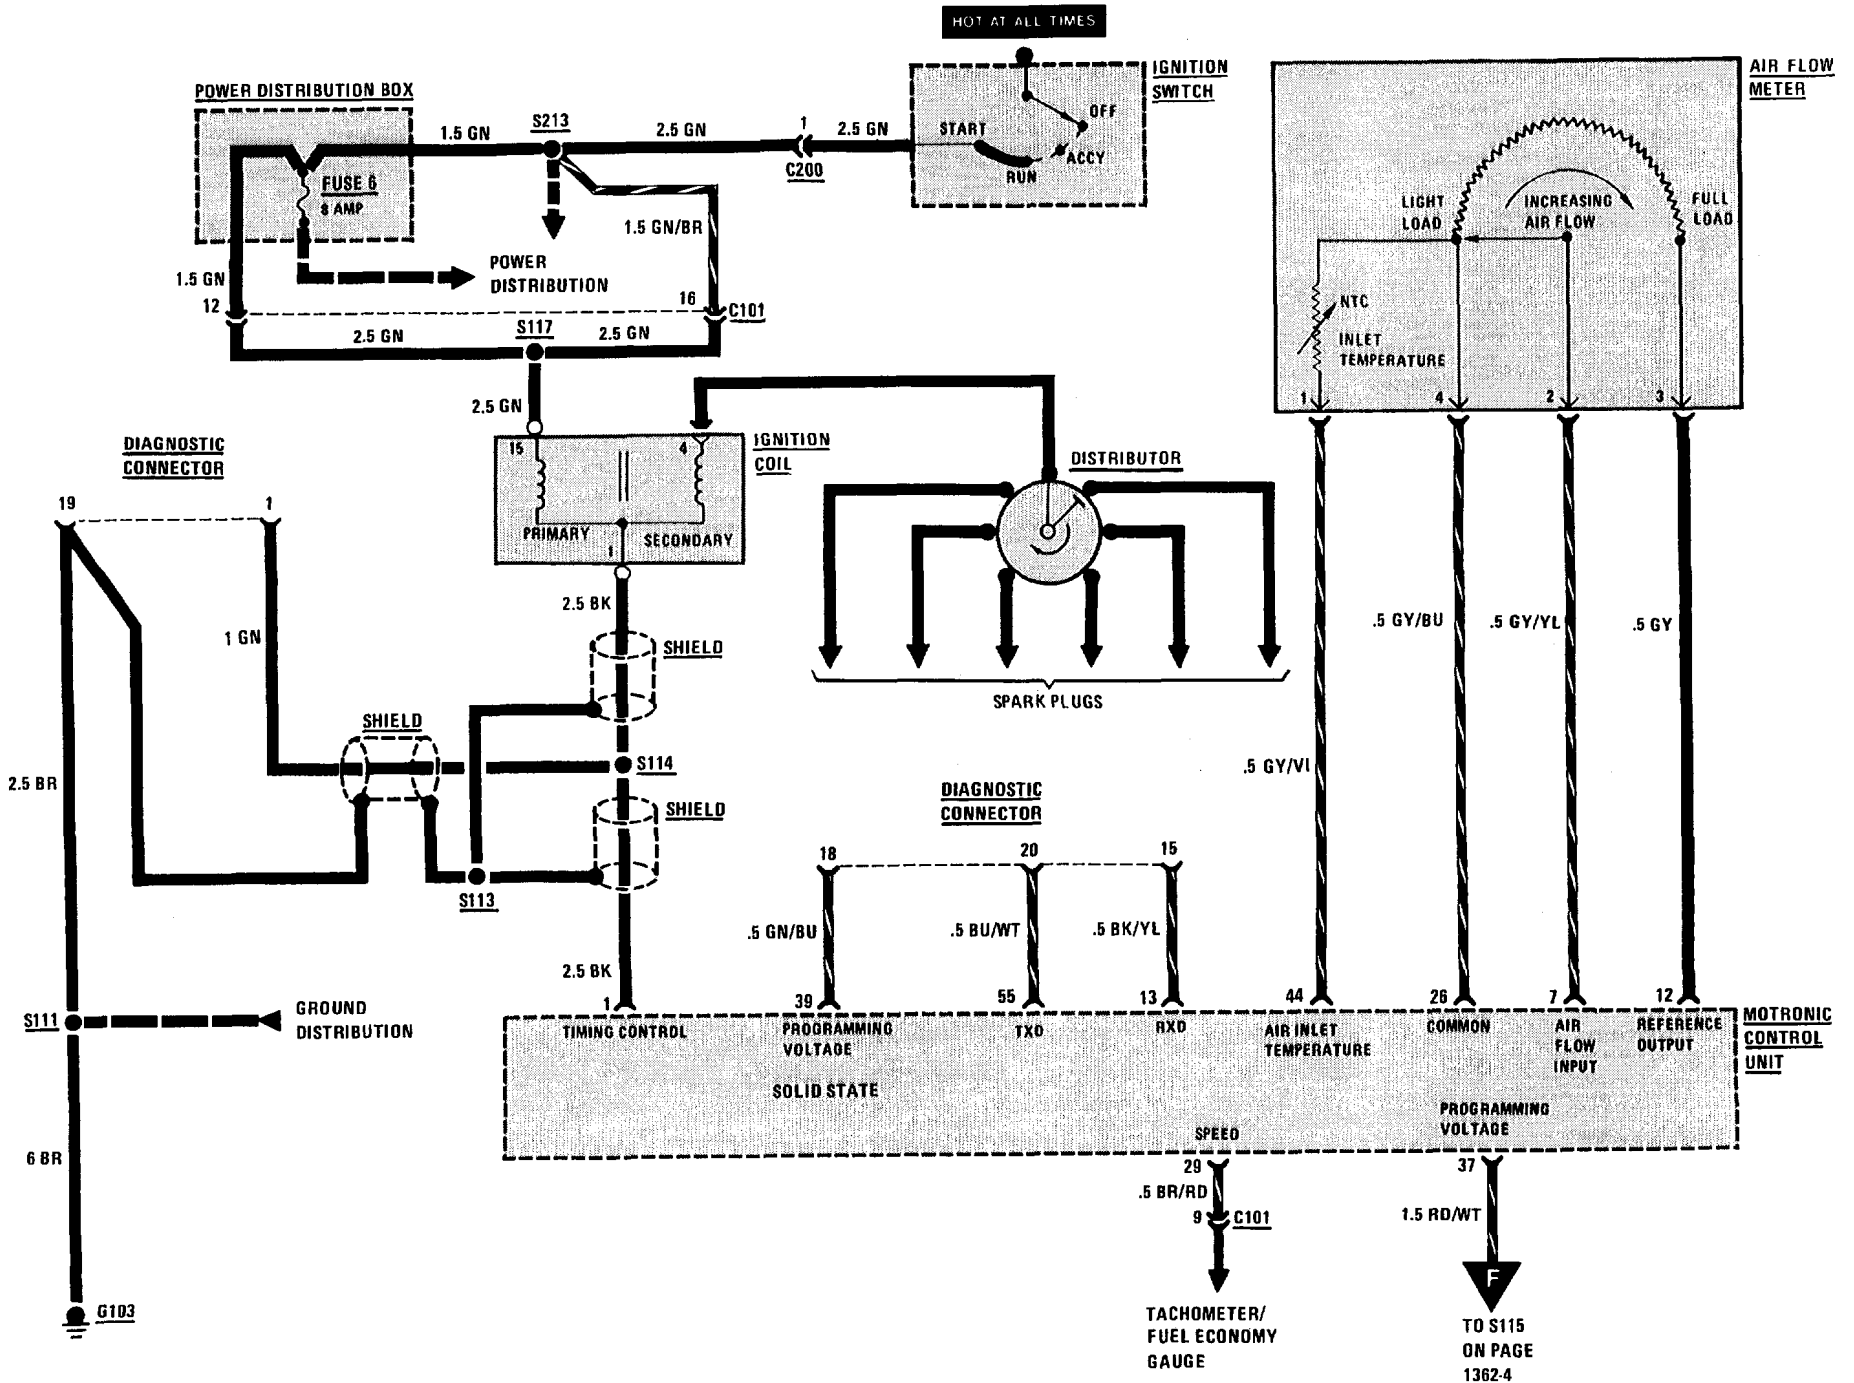 HOT AT ALL TIMES
IGNITION
SWITCH
OFF
START
ACCY
RUN
AIR FLOW
METER
LIGHT
LOAD
INCREASING
AIR FLOW
FULL
LOAD
NTC
INLET
TEMPERATURE
1
4
2
3
POWER DISTRIBUTION BOX
1.5 GN
S213
2.5 GN
1
C200
2.5 GN
FUSE 6
8 AMP
1.5 GN/BR
POWER
DISTRIBUTION
1.5 GN
12
16
C101
2.5 GN
S117
2.5 GN
2.5 GN
IGNITION
COIL
15
4
PRIMARY
SECONDARY
1
DIAGNOSTIC
CONNECTOR
19
1
DISTRIBUTOR
SPARK PLUGS
2.5 BK
SHIELD
1 GN
SHIELD
S114
SHIELD
2.5 BR
S113
2.5 BK
1
DIAGNOSTIC
CONNECTOR
18
20
15
.5 GN/BU
.5 BU/WT
.5 BK/YL
39
55
13
.5 GY/VI
.5 GY/BU
.5 GY/YL
.5 GY
44
26
7
12
S111
GROUND
DISTRIBUTION
6 BR
G103
TIMING CONTROL
PROGRAMMING
VOLTAGE
TXD
RXD
AIR INLET
TEMPERATURE
COMMON
AIR
FLOW
INPUT
REFERENCE
OUTPUT
MOTRONIC
CONTROL
UNIT
SOLID STATE
SPEED
PROGRAMMING
VOLTAGE
29
.5 BR/RD
9
C101
TACHOMETER/
FUEL ECONOMY
GAUGE
37
1.5 RD/WT
F
TO S115
ON PAGE
1362-4